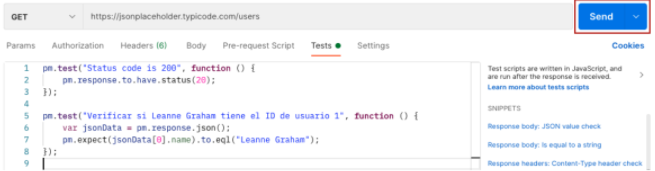 GET https://jsonplaceholder.typicode.com/users Send
Params Authorization Headers (6) Body Pre-request Script Tests Settings Cookies
1 pm.test("Status code is 200", function () {
2 pm.response.to.have.status(20);
3 });
4
5 pm.test("Verificar si Leanne Graham tiene el ID de usuario 1", function () {
6 var jsonData = pm.response.json();
7 pm.expect(jsonData[0].name).to.eql("Leanne Graham");
8 });
9
Test scripts are written in JavaScript, and
are run after the response is received.
Learn more about tests scripts
SNIPPETS
Response body: JSON value check
Response body: Is equal to a string
Response headers: Content-Type header check